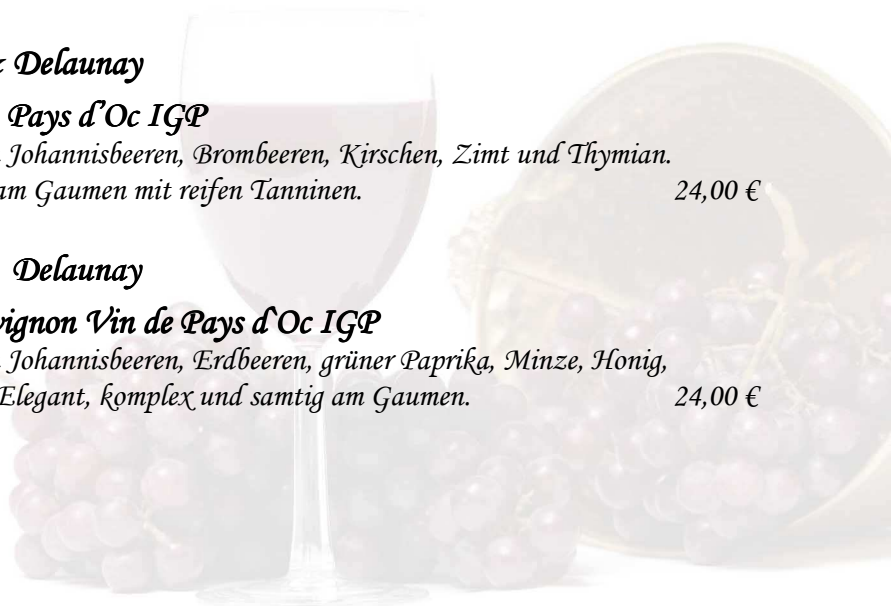 Delaunay
Pays d’Oc IGP
Johannisbeeren, Brombeeren, Kirschen, Zimt und Thymian.
am Gaumen mit reifen Tanninen. 24,00 €
Delaunay
Vin de Pays d`Oc IGP
Johannisbeeren, Erdbeeren, grüner Paprika, Minze, Honig,
Elegant, komplex und samtig am Gaumen. 24,00 €